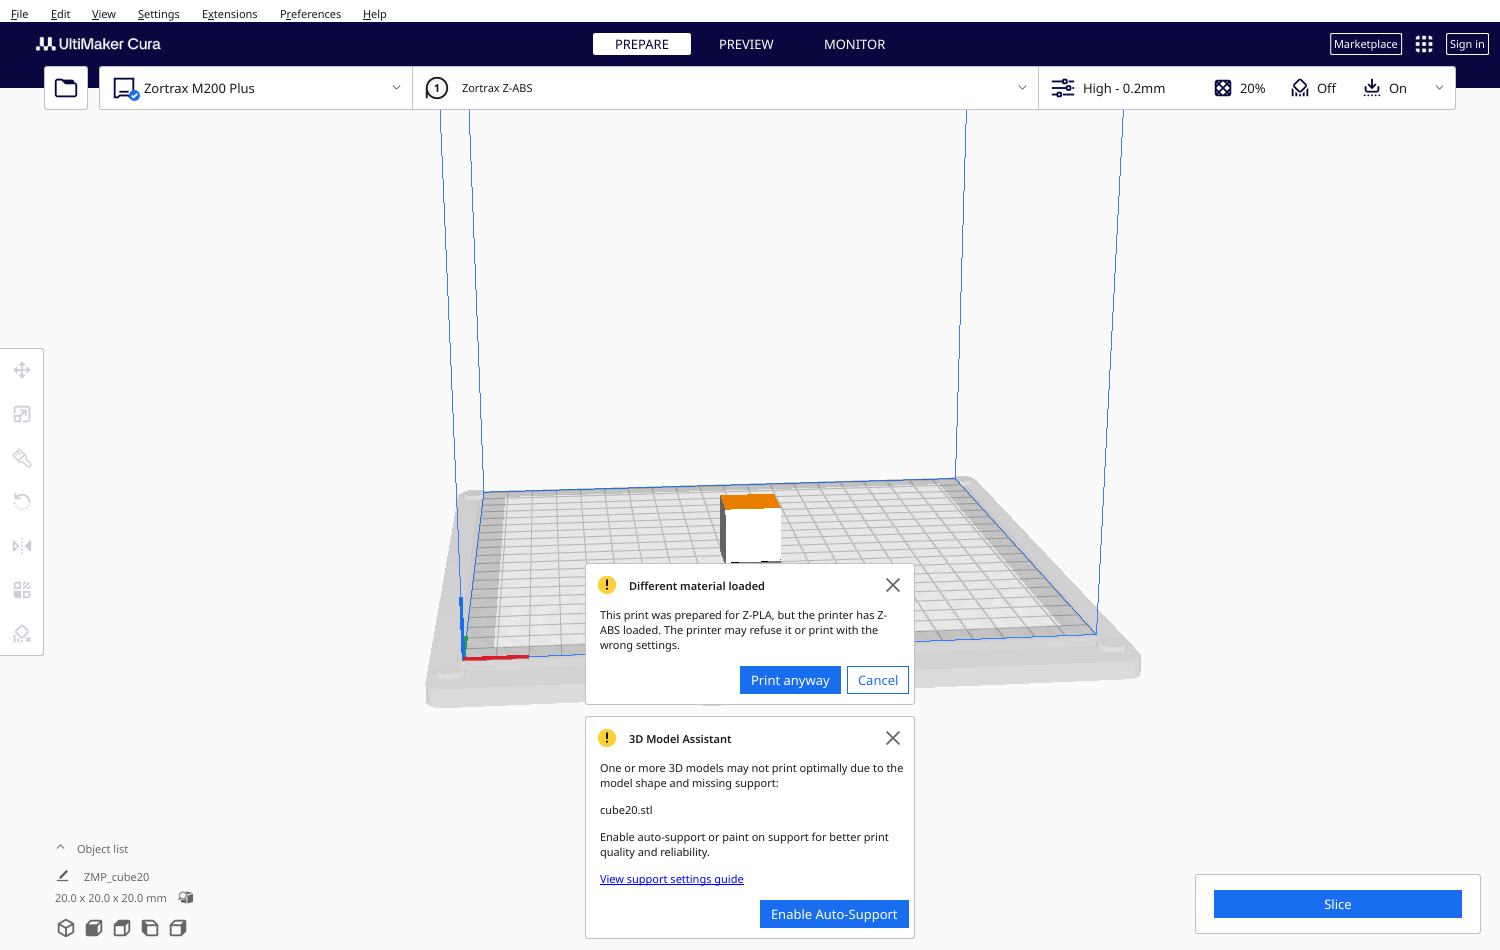 File Edit View Settings Extensions Preferences Help
UltiMaker Cura
PREPARE PREVIEW MONITOR
Marketplace
Sign in
Zortrax M200 Plus
1 Zortrax Z-ABS
High - 0.2mm 20% Off On
! Different material loaded
This print was prepared for Z-PLA, but the printer has Z-
ABS loaded. The printer may refuse it or print with the
wrong settings.
Print anyway Cancel
! 3D Model Assistant
One or more 3D models may not print optimally due to the
model shape and missing support:
cube20.stl
Enable auto-support or paint on support for better print
quality and reliability.
View support settings guide
Enable Auto-Support
Object list
ZMP_cube20
20.0 x 20.0 x 20.0 mm
Slice